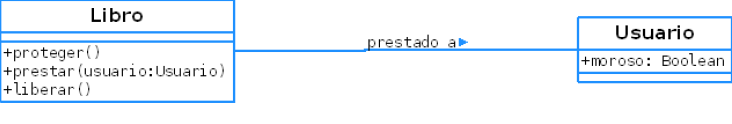 Libro
+proteger()
+prestar(usuario:Usuario)
+liberar()
prestado a
Usuario
+moroso: Boolean